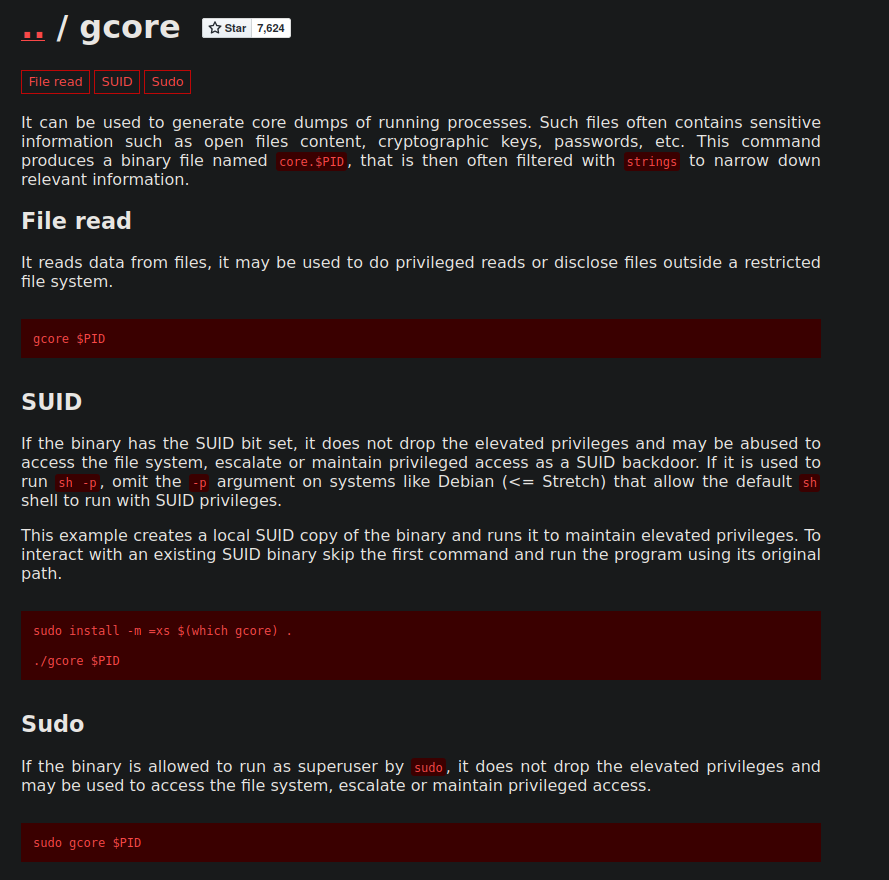 .. / gcore Star 7,624
File read SUID Sudo
It can be used to generate core dumps of running processes. Such files often contains sensitive
information such as open files content, cryptographic keys, passwords, etc. This command
produces a binary file named core.$PID, that is then often filtered with strings to narrow down
relevant information.
File read
It reads data from files, it may be used to do privileged reads or disclose files outside a restricted
file system.
gcore $PID
SUID
If the binary has the SUID bit set, it does not drop the elevated privileges and may be abused to
access the file system, escalate or maintain privileged access as a SUID backdoor. If it is used to
run sh -p, omit the -p argument on systems like Debian (<= Stretch) that allow the default sh
shell to run with SUID privileges.
This example creates a local SUID copy of the binary and runs it to maintain elevated privileges. To
interact with an existing SUID binary skip the first command and run the program using its original
path.
sudo install -m =xs $(which gcore) .
./gcore $PID
Sudo
If the binary is allowed to run as superuser by sudo, it does not drop the elevated privileges and
may be used to access the file system, escalate or maintain privileged access.
sudo gcore $PID